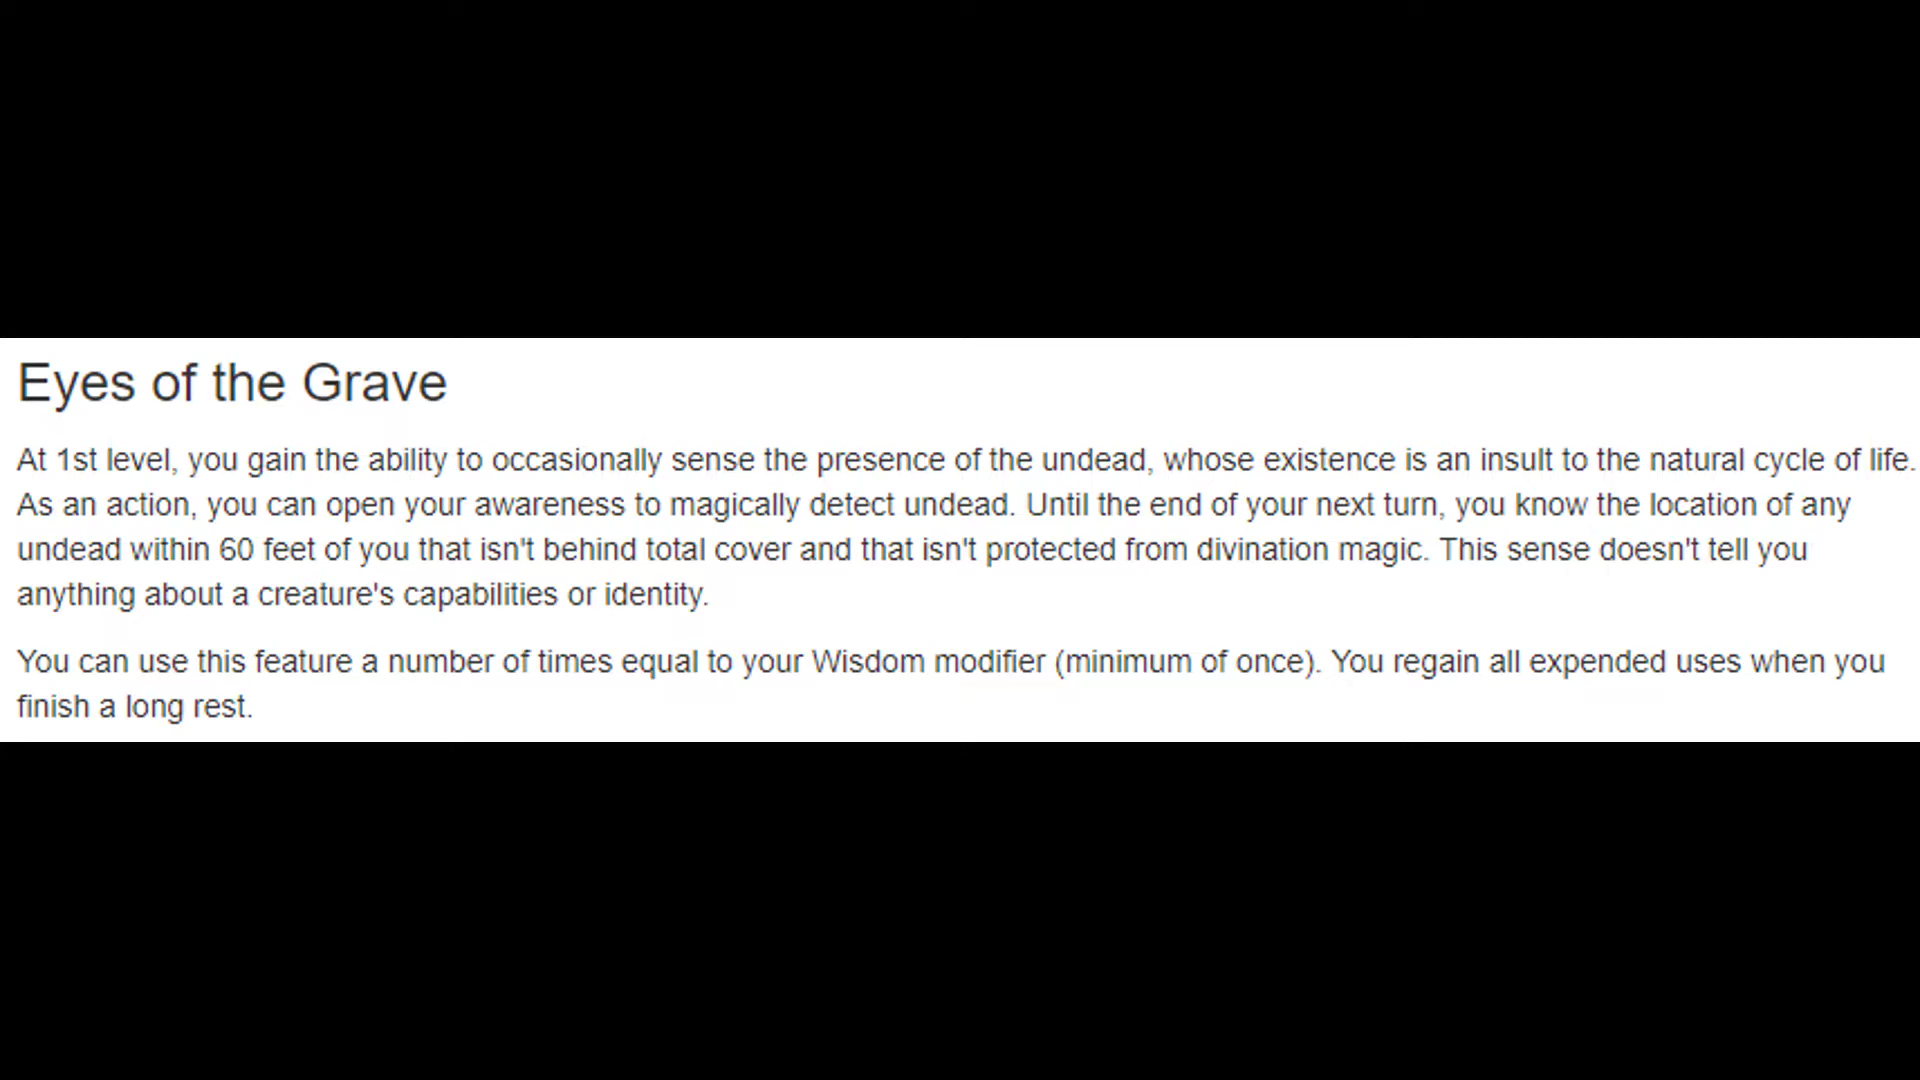 Eyes of the Grave
At 1st level, you gain the ability to occasionally sense the presence of the undead, whose existence is an insult to the natural cycle of life.
As an action, you can open your awareness to magically detect undead. Until the end of your next turn, you know the location of any
undead within 60 feet of you that isn't behind total cover and that isn't protected from divination magic. This sense doesn't tell you
anything about a creature's capabilities or identity.
You can use this feature a number of times equal to your Wisdom modifier (minimum of once). You regain all expended uses when you
finish a long rest.